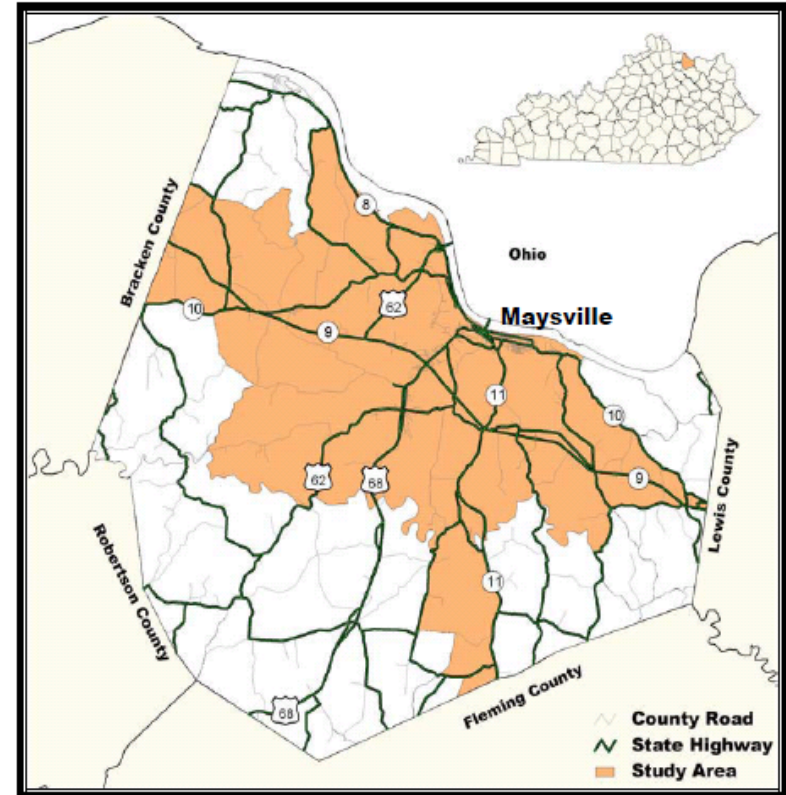 8
Ohio
Bracken County
10
62
9
Maysville
11
10
62
68
9
Lewis County
Robertson County
11
68
Fleming County
County Road
State Highway
Study Area